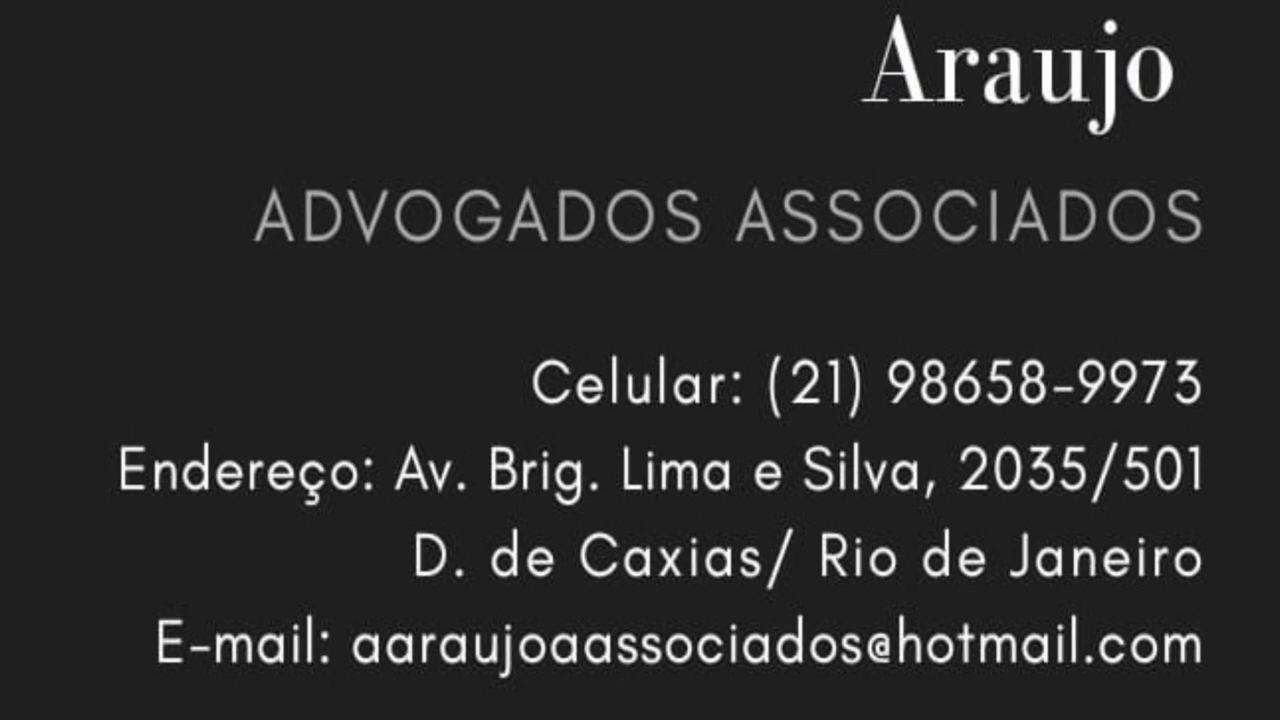 Araujo
ADVOGADOS ASSOCIADOS
Celular: (21) 98658-9973
Endereço: Av. Brig. Lima e Silva, 2035/501
D. de Caxias/ Rio de Janeiro
E-mail: aaraujoaassociados@hotmail.com